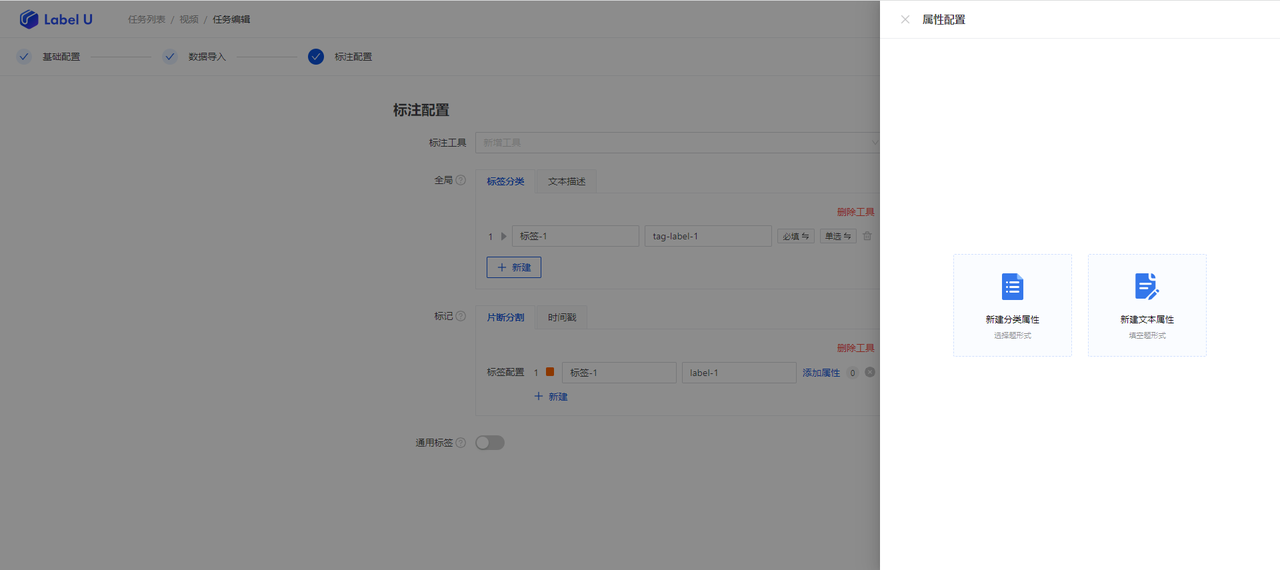 Label U 任务列表 / 视频 / 任务编辑
属性配置
基础配置 数据导入 标注配置
标注配置
标注工具 新增工具
全局 标签分类 文本描述
删除工具
1 标签-1 tag-label-1 必填 单选
新建
标记 片断分割 时间戳
删除工具
标签配置 1 标签-1 label-1 添加属性 0
新建
通用标签
新建分类属性
选择题形式
新建文本属性
填空题形式